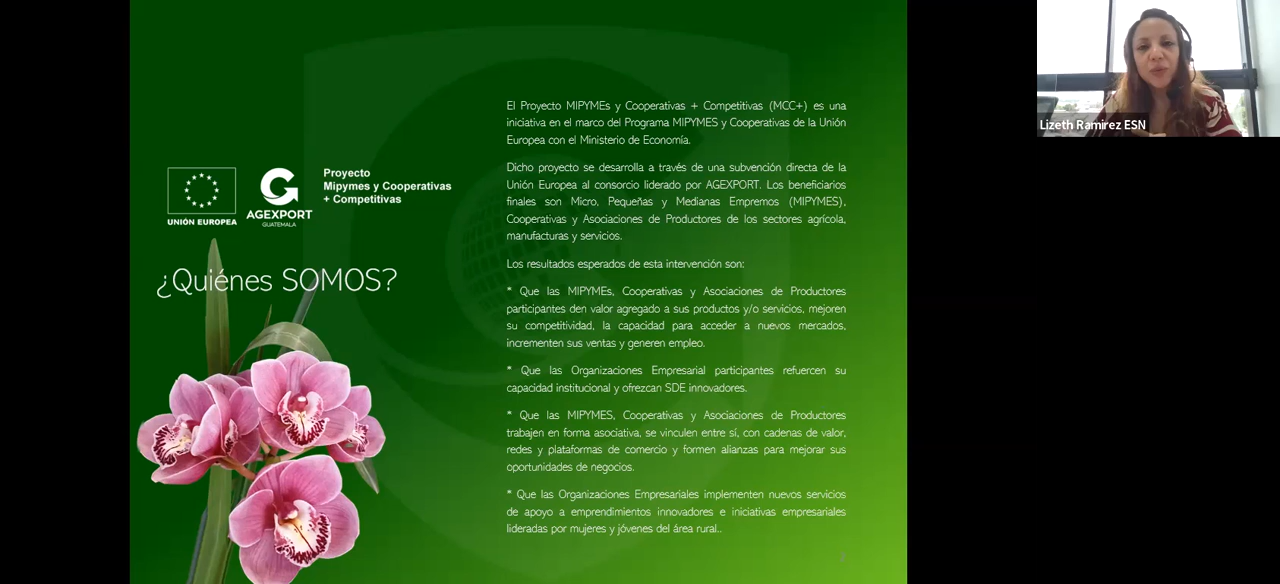 Lizeth Ramirez ESN
UNIÓN EUROPEA
AGEXPORT
GUATEMALA
Proyecto
Mipymes y Cooperativas
+ Competitivas
¿Quiénes SOMOS?
El Proyecto MIPYMEs y Cooperativas + Competitivas (MCC+) es una
iniciativa en el marco del Programa MIPYMES y Cooperativas de la Unión
Europea con el Ministerio de Economía.
Dicho proyecto se desarrolla a través de una subvención directa de la
Unión Europea al consorcio liderado por AGEXPORT. Los beneficiarios
finales son Micro, Pequeñas y Medianas Empremos (MIPYMES),
Cooperativas y Asociaciones de Productores de los sectores agrícola,
manufacturas y servicios.
Los resultados esperados de esta intervención son:
* Que las MIPYMEs, Cooperativas y Asociaciones de Productores
participantes den valor agregado a sus productos y/o servicios, mejoren
su competitividad, la capacidad para acceder a nuevos mercados,
incrementen sus ventas y generen empleo.
* Que las Organizaciones Empresarial participantes refuercen su
capacidad institucional y ofrezcan SDE innovadores.
* Que las MIPYMES, Cooperativas y Asociaciones de Productores
trabajen en forma asociativa, se vinculen entre sí, con cadenas de valor,
redes y plataformas de comercio y formen alianzas para mejorar sus
oportunidades de negocios.
* Que las Organizaciones Empresariales implementen nuevos servicios
de apoyo a emprendimientos innovadores e iniciativas empresariales
lideradas por mujeres y jóvenes del área rural..